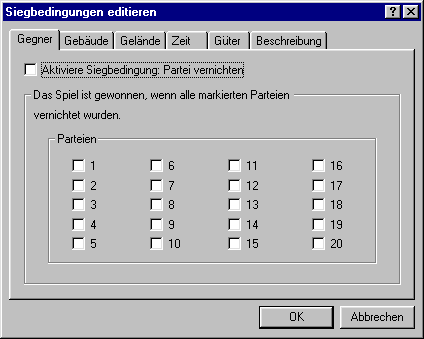 Siegbedingungen editieren
Gegner Gebäude Gelände Zeit Güter Beschreibung
Aktiviere Siegbedingung: Partei vernichten
Das Spiel ist gewonnen, wenn alle markierten Parteien
vernichtet wurden.
Parteien
1 6 11 16
2 7 12 17
3 8 13 18
4 9 14 19
5 10 15 20
OK Abbrechen